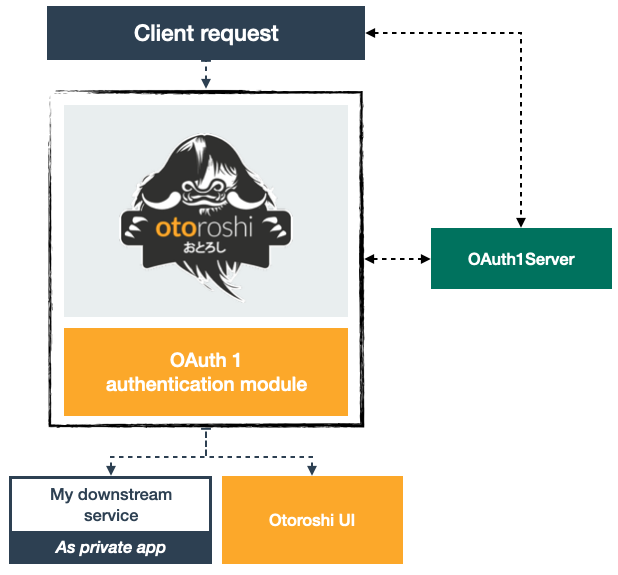 Client request
otoroshi
おとろし
OAuth1Server
OAuth 1
authentication module
My downstream
service
As private app
Otoroshi UI